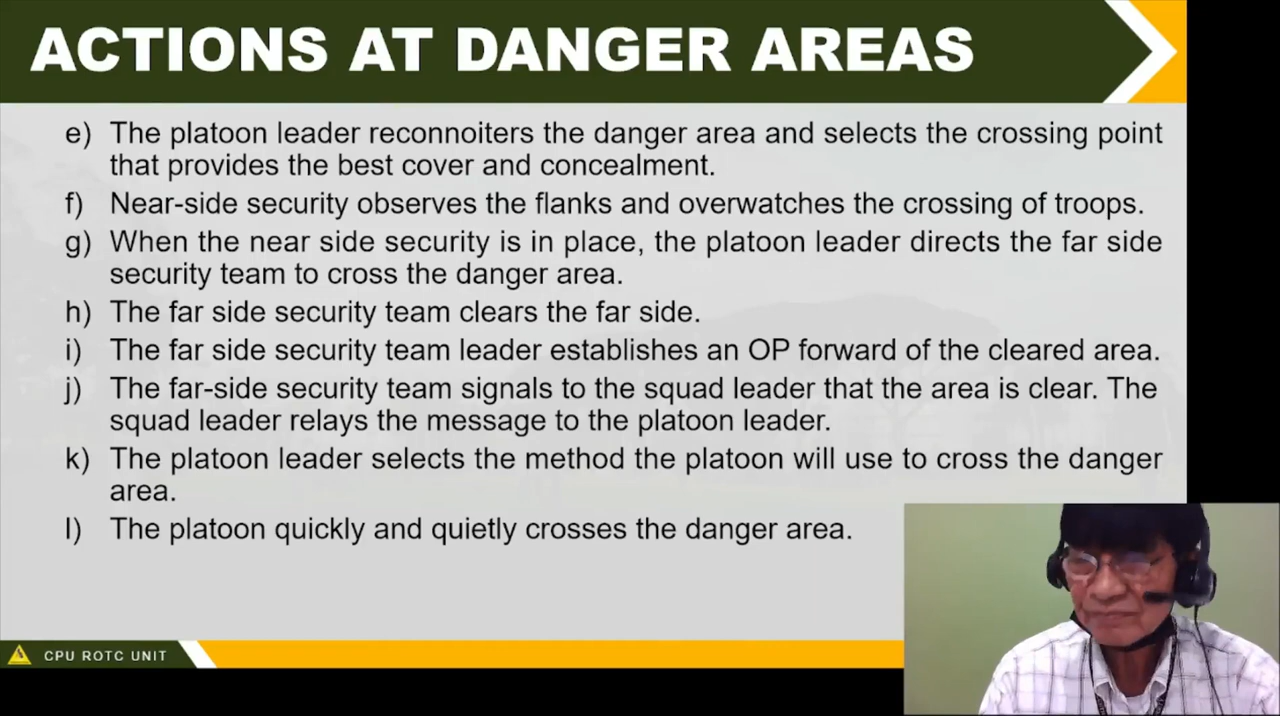 ACTIONS AT DANGER AREAS
e) The platoon leader reconnoiters the danger area and selects the crossing point
that provides the best cover and concealment.
f) Near-side security observes the flanks and overwatches the crossing of troops.
g) When the near side security is in place, the platoon leader directs the far side
security team to cross the danger area.
h) The far side security team clears the far side.
i) The far side security team leader establishes an OP forward of the cleared area.
j) The far-side security team signals to the squad leader that the area is clear. The
squad leader relays the message to the platoon leader.
k) The platoon leader selects the method the platoon will use to cross the danger
area.
l) The platoon quickly and quietly crosses the danger area.
CPU ROTC UNIT